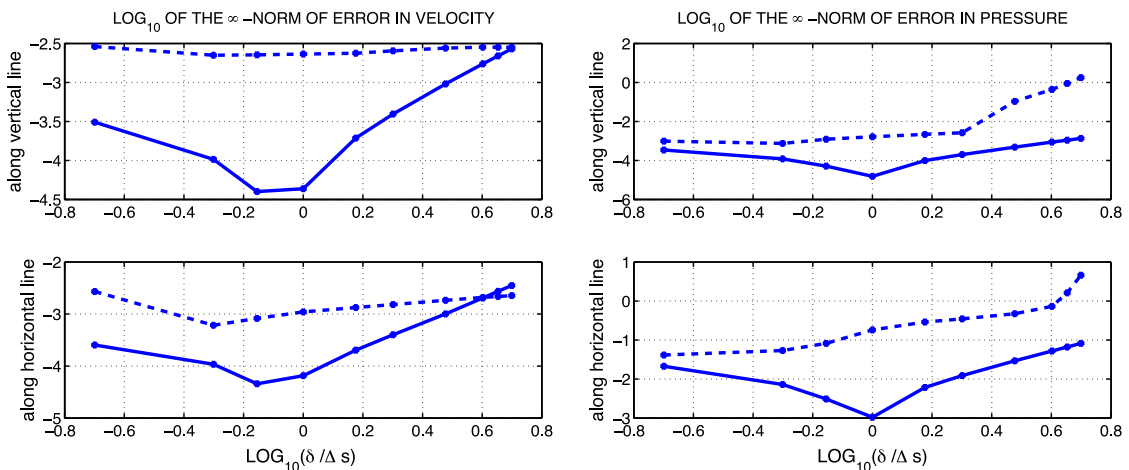 LOG10 OF THE ∞ −NORM OF ERROR IN VELOCITY
−2.5
−3
−3.5
−4
−4.5
along vertical line
−0.8 −0.6 −0.4 −0.2 0 0.2 0.4 0.6 0.8
LOG10 OF THE ∞ −NORM OF ERROR IN PRESSURE
2
0
−2
−4
−6
along vertical line
−0.8 −0.6 −0.4 −0.2 0 0.2 0.4 0.6 0.8
−2
−3
−4
−5
along horizontal line
−0.8 −0.6 −0.4 −0.2 0 0.2 0.4 0.6 0.8
LOG10(δ /Δ s)
1
0
−1
−2
−3
along horizontal line
−0.8 −0.6 −0.4 −0.2 0 0.2 0.4 0.6 0.8
LOG10(δ /Δ s)